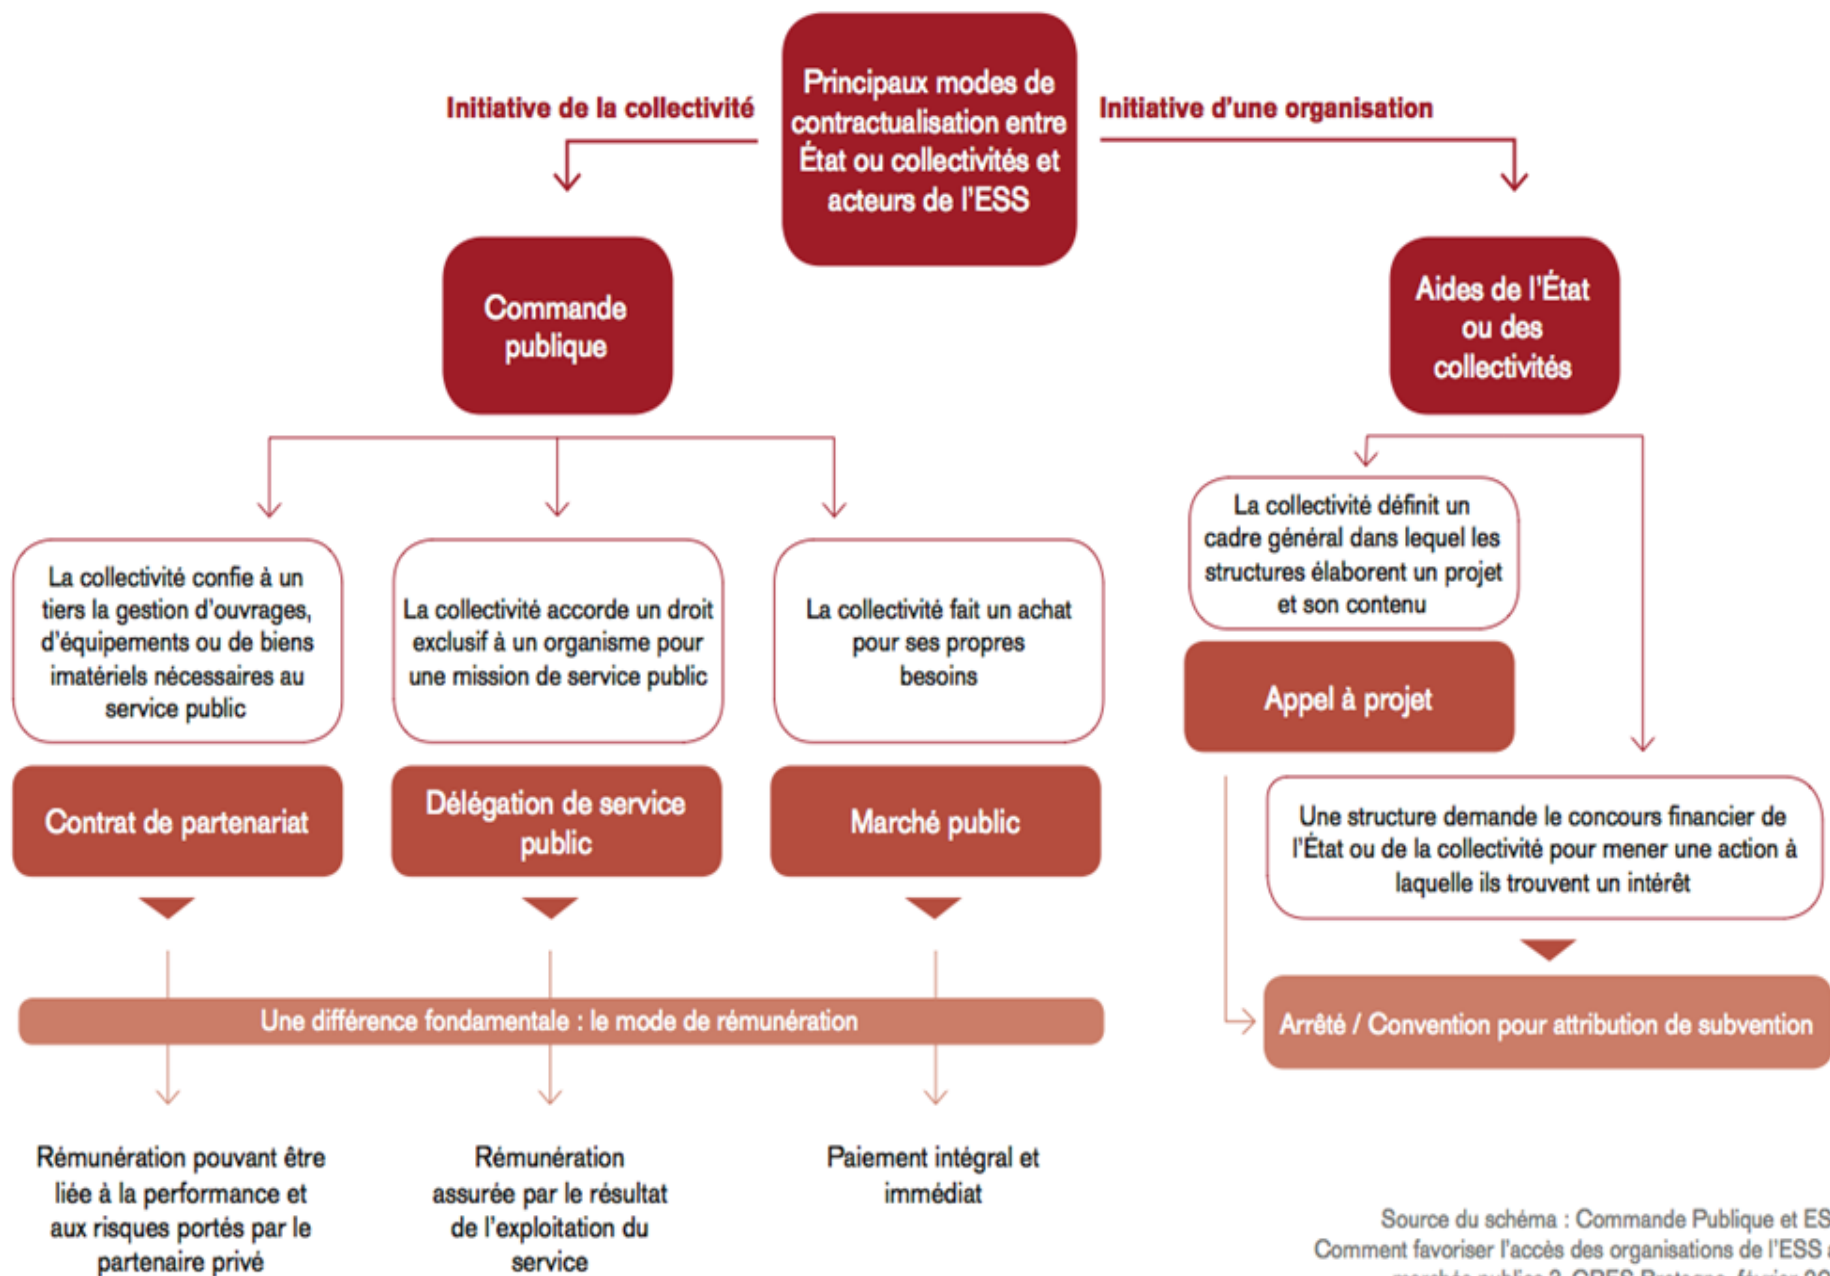 Principaux modes de
contractualisation entre
État ou collectivités et
acteurs de l'ESS
Initiative de la collectivité
Initiative d'une organisation
Commande
publique
Aides de l'État
ou des
collectivités
La collectivité confie à un
tiers la gestion d'ouvrages,
d'équipements ou de biens
imatériels nécessaires au
service public
Contrat de partenariat
La collectivité accorde un droit
exclusif à un organisme pour
une mission de service public
Délégation de service
public
La collectivité fait un achat
pour ses propres
besoins
Marché public
La collectivité définit un
cadre général dans lequel les
structures élaborent un projet
et son contenu
Appel à projet
Une structure demande le concours financier de
l'État ou de la collectivité pour mener une action à
laquelle ils trouvent un intérêt
Arrêté / Convention pour attribution de subvention
Une différence fondamentale : le mode de rémunération
Rémunération pouvant être
liée à la performance et
aux risques portés par le
partenaire privé
Rémunération
assurée par le résultat
de l'exploitation du
service
Paiement intégral et
immédiat
Source du schéma : Commande Publique et ES
Comment favoriser l'accès des organisations de l'ESS
marchés publics ? Bretagne, février